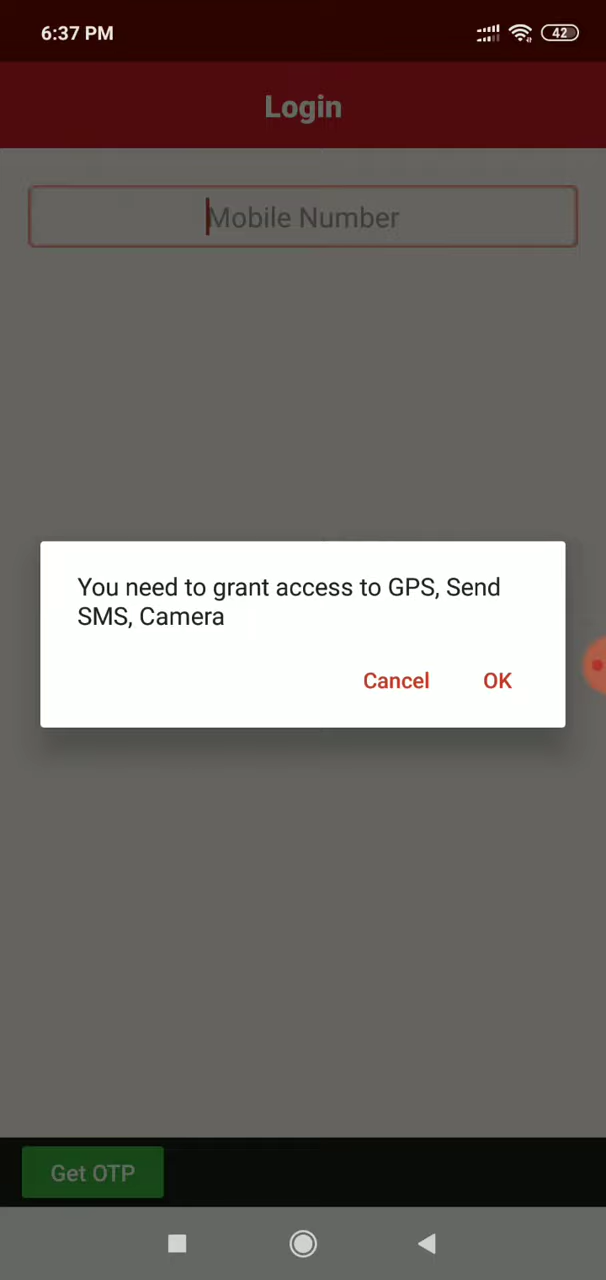 6:37 PM
42
Login
Mobile Number
You need to grant access to GPS, Send
SMS, Camera
Cancel
OK
Get OTP